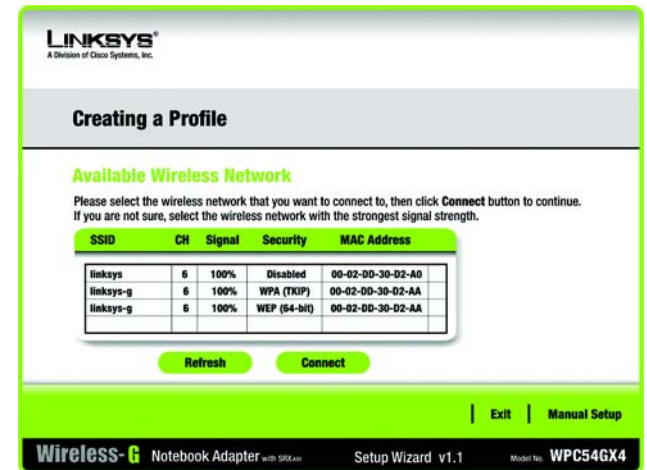 LINKSYS®
A Division of Cisco Systems, Inc.
Creating a Profile
Available Wireless Network
Please select the wireless network that you want to connect to, then click Connect button to continue.
If you are not sure, select the wireless network with the strongest signal strength.
SSID CH Signal Security MAC Address
linksys 6 100% Disabled 00-02-DD-30-D2-A0
linksys-g 6 100% WPA (TKIP) 00-02-DD-30-D2-AA
linksys-g 6 100% WEP (64-bit) 00-02-DD-30-D2-AA
Refresh Connect
Exit Manual Setup
Wireless-G Notebook Adapter with SRX400 Setup Wizard v1.1 Model No. WPC54GX4